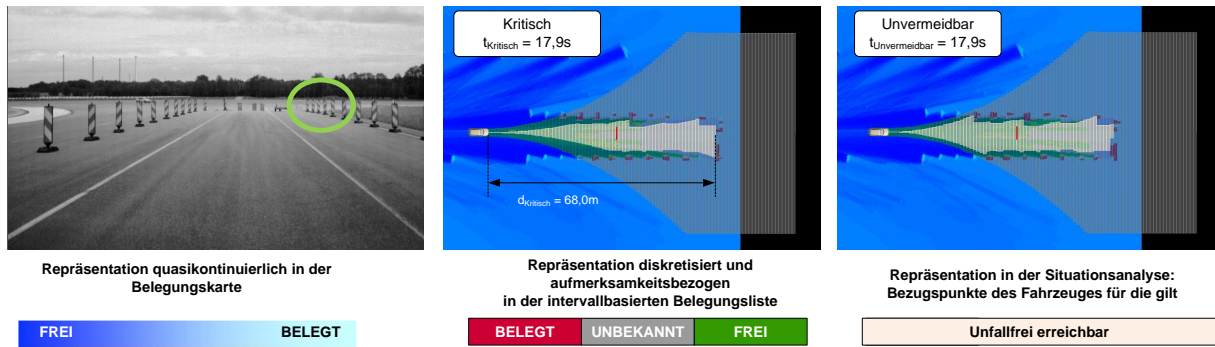 Kritisch
tKritisch = 17,9s
dKritisch = 68,0m
Unvermeidbar
tUnvermeidbar = 17,9s
Repräsentation quasikontinuierlich in der
Belegungskarte
FREI BELEGT
Repräsentation diskretisiert und
aufmerksamkeitsbezogen
in der intervallbasierten Belegungsliste
BELEGT UNBEKANNT FREI
Repräsentation in der Situationsanalyse:
Bezugspunkte des Fahrzeuges für die gilt
Unfallfrei erreichbar